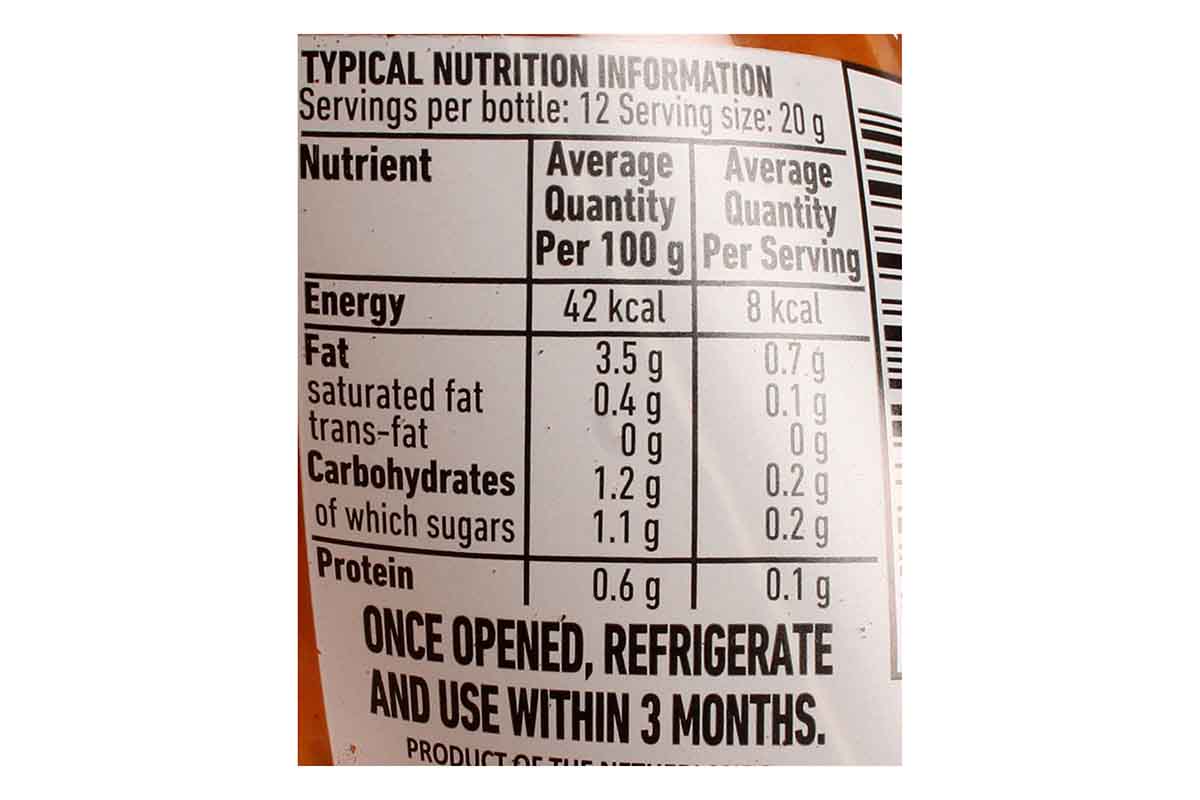 TYPICAL NUTRITION INFORMATION
Servings per bottle: 12 Serving size: 20 g
Nutrient Average Quantity Per 100 g Average Quantity Per Serving
Energy 42 kcal 8 kcal
Fat 3.5 g 0.7 g
saturated fat 0.4 g 0.1 g
trans-fat 0 g 0 g
Carbohydrates 1.2 g 0.2 g
of which sugars 1.1 g 0.2 g
Protein 0.6 g 0.1 g
ONCE OPENED, REFRIGERATE
AND USE WITHIN 3 MONTHS.
PRODUCT OF THE